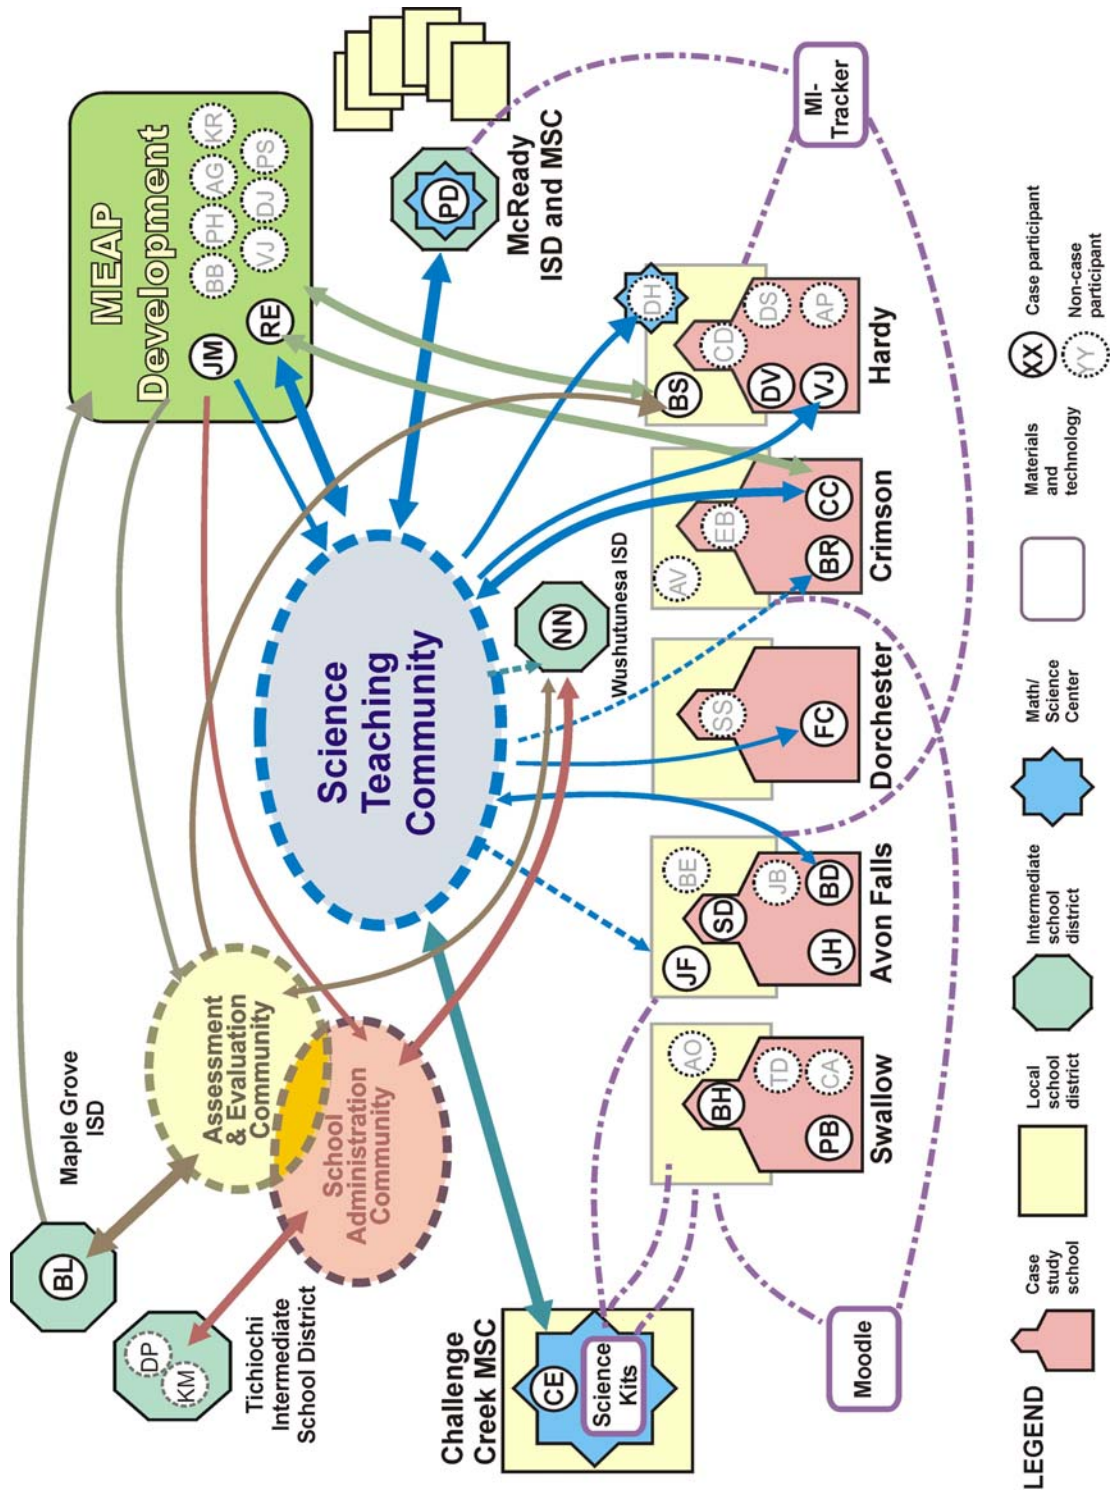 Maple Grove
ISD
BL
DP
KM
Tichiochi
Intermediate
School District
MEAP
Development
JM
RE
BB
PH
AG
KR
VJ
DJ
PS
Assessment
& Evaluation
Community
School
Administration
Community
Science
Teaching
Community
PD
McReady
ISD and MSC
NN
Wushutunesa ISD
Challenge
Creek MSC
CE
Science
Kits
AO
BH
TD
PB
CA
Swallow
JF
BE
SD
JB
JH
BD
Avon Falls
SS
FC
Dorchester
AV
EB
BR
CC
Crimson
BS
DH
CD
DV
DS
VJ
AP
Hardy
Moodle
MI-
Tracker
LEGEND
Case
study
school
Local
school
district
Intermediate
school
district
Math/
Science
Center
Materials
and
technology
XX
Case participant
YY
Non-case
participant